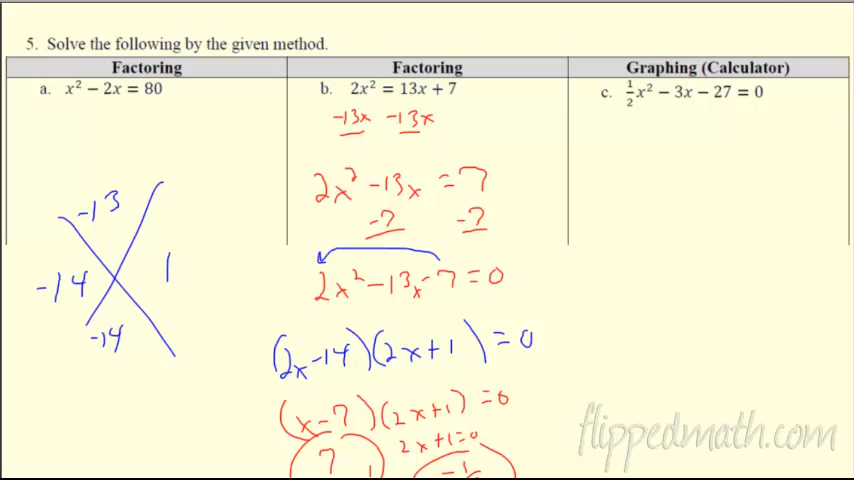 5. Solve the following by the given method.
Factoring
Factoring
Graphing (Calculator)
a. x² − 2x = 80
b. 2x² = 13x + 7
c. ½x² − 3x − 27 = 0
-13x -13x
2x² -13x = 7
-7 -7
2x² -13x -7 = 0
-13
-14 1
-14
(2x -14)(2x +1) = 0
(x -7)(2x +1) = 0
2x +1 = 0
7
flippedmath.com